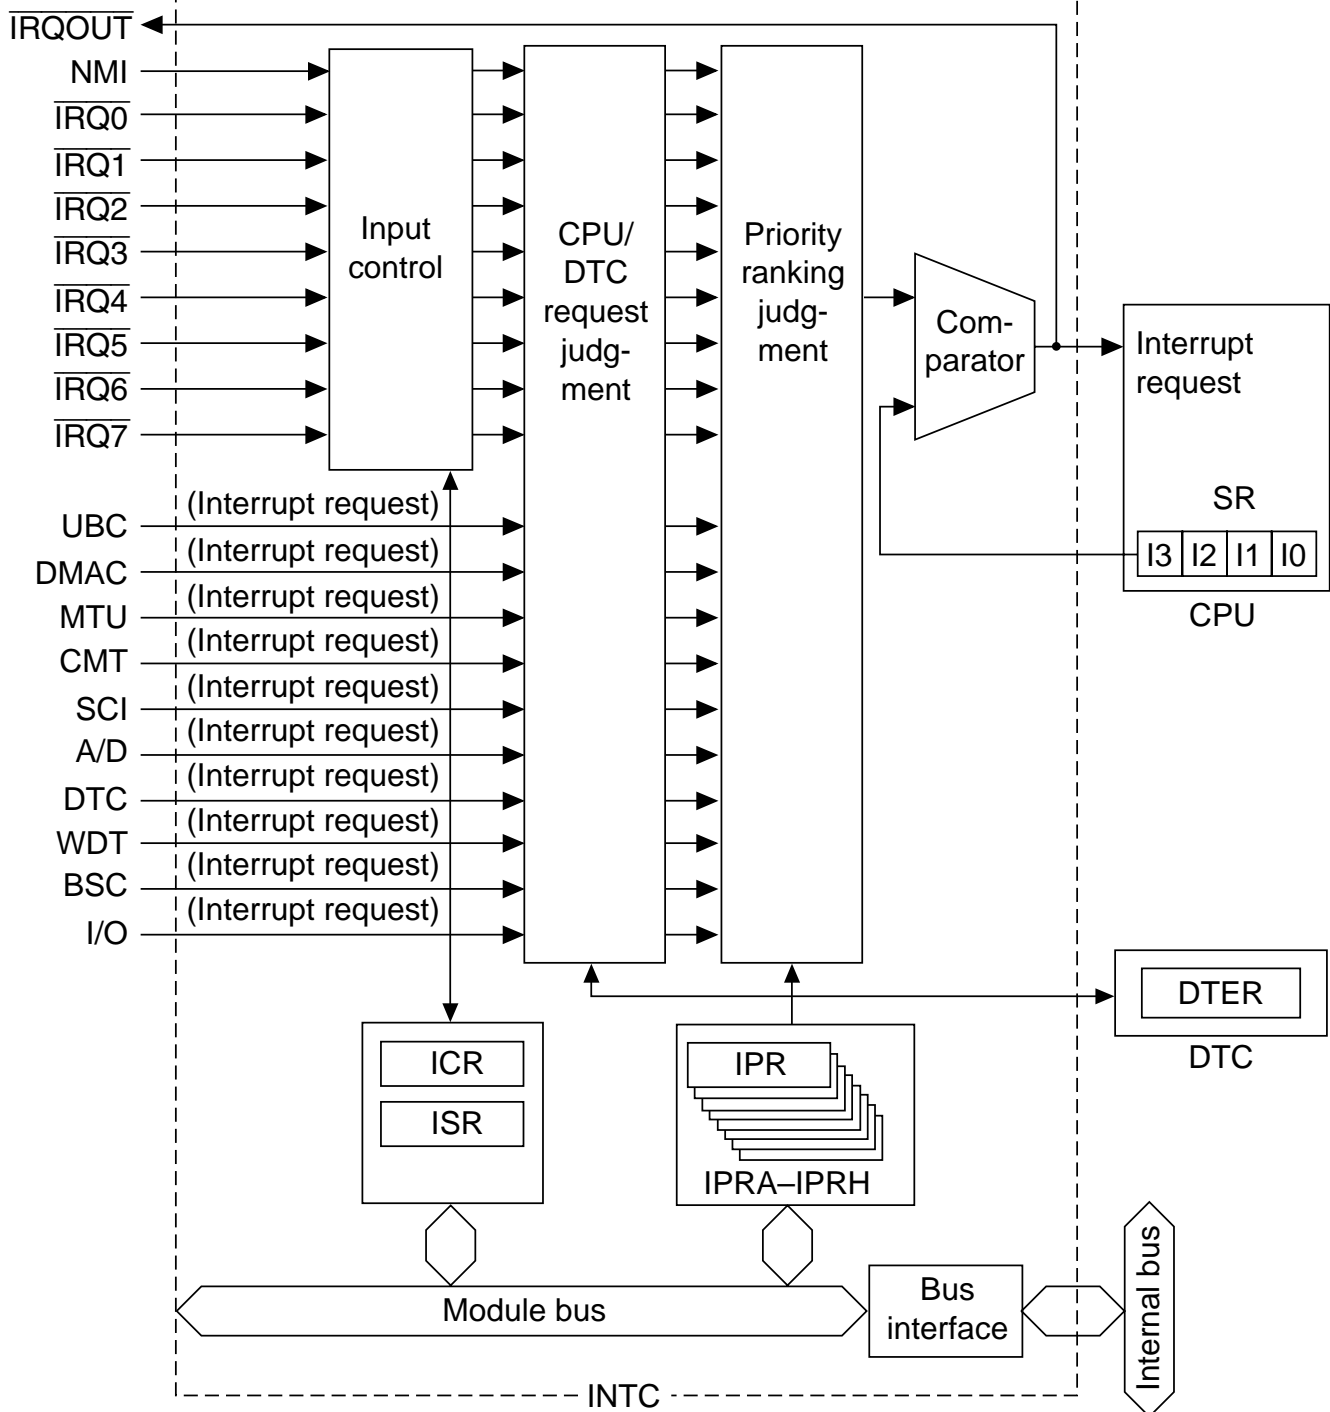 IRQOUT
NMI
IRQ0
IRQ1
IRQ2
IRQ3
IRQ4
IRQ5
IRQ6
IRQ7
UBC
DMAC
MTU
CMT
SCI
A/D
DTC
WDT
BSC
I/O
(Interrupt request)
(Interrupt request)
(Interrupt request)
(Interrupt request)
(Interrupt request)
(Interrupt request)
(Interrupt request)
(Interrupt request)
(Interrupt request)
(Interrupt request)
Input
control
CPU/
DTC
request
judg-
ment
Priority
ranking
judg-
ment
Com-
parator
Interrupt
request
SR
I3 I2 I1 I0
CPU
DTER
DTC
ICR
ISR
IPR
IPRA–IPRH
Module bus
Bus
interface
Internal bus
INTC